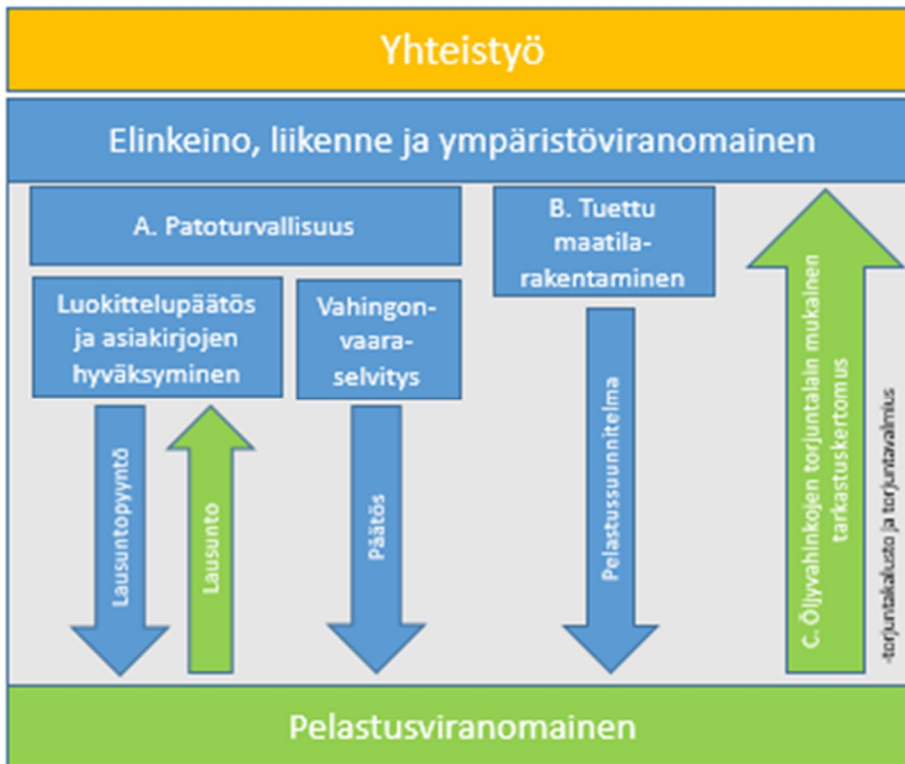 Yhteistyö
Elinkeino, liikenne ja ympäristöviranomainen
A. Patoturvallisuus
B. Tuettu
maatila-
rakentaminen
Luokittelupäätös
ja asiakirjojen
hyväksyminen
Vahingon-
vaara-
selvitys
Lausuntopyyntö
Lausunto
Päätös
Pelastussuunnitelma
C. Öljyvahinkojen torjuntalain mukainen
tarkastuskertomus
-torjuntakalusto ja torjuntavalmius
Pelastusviranomainen